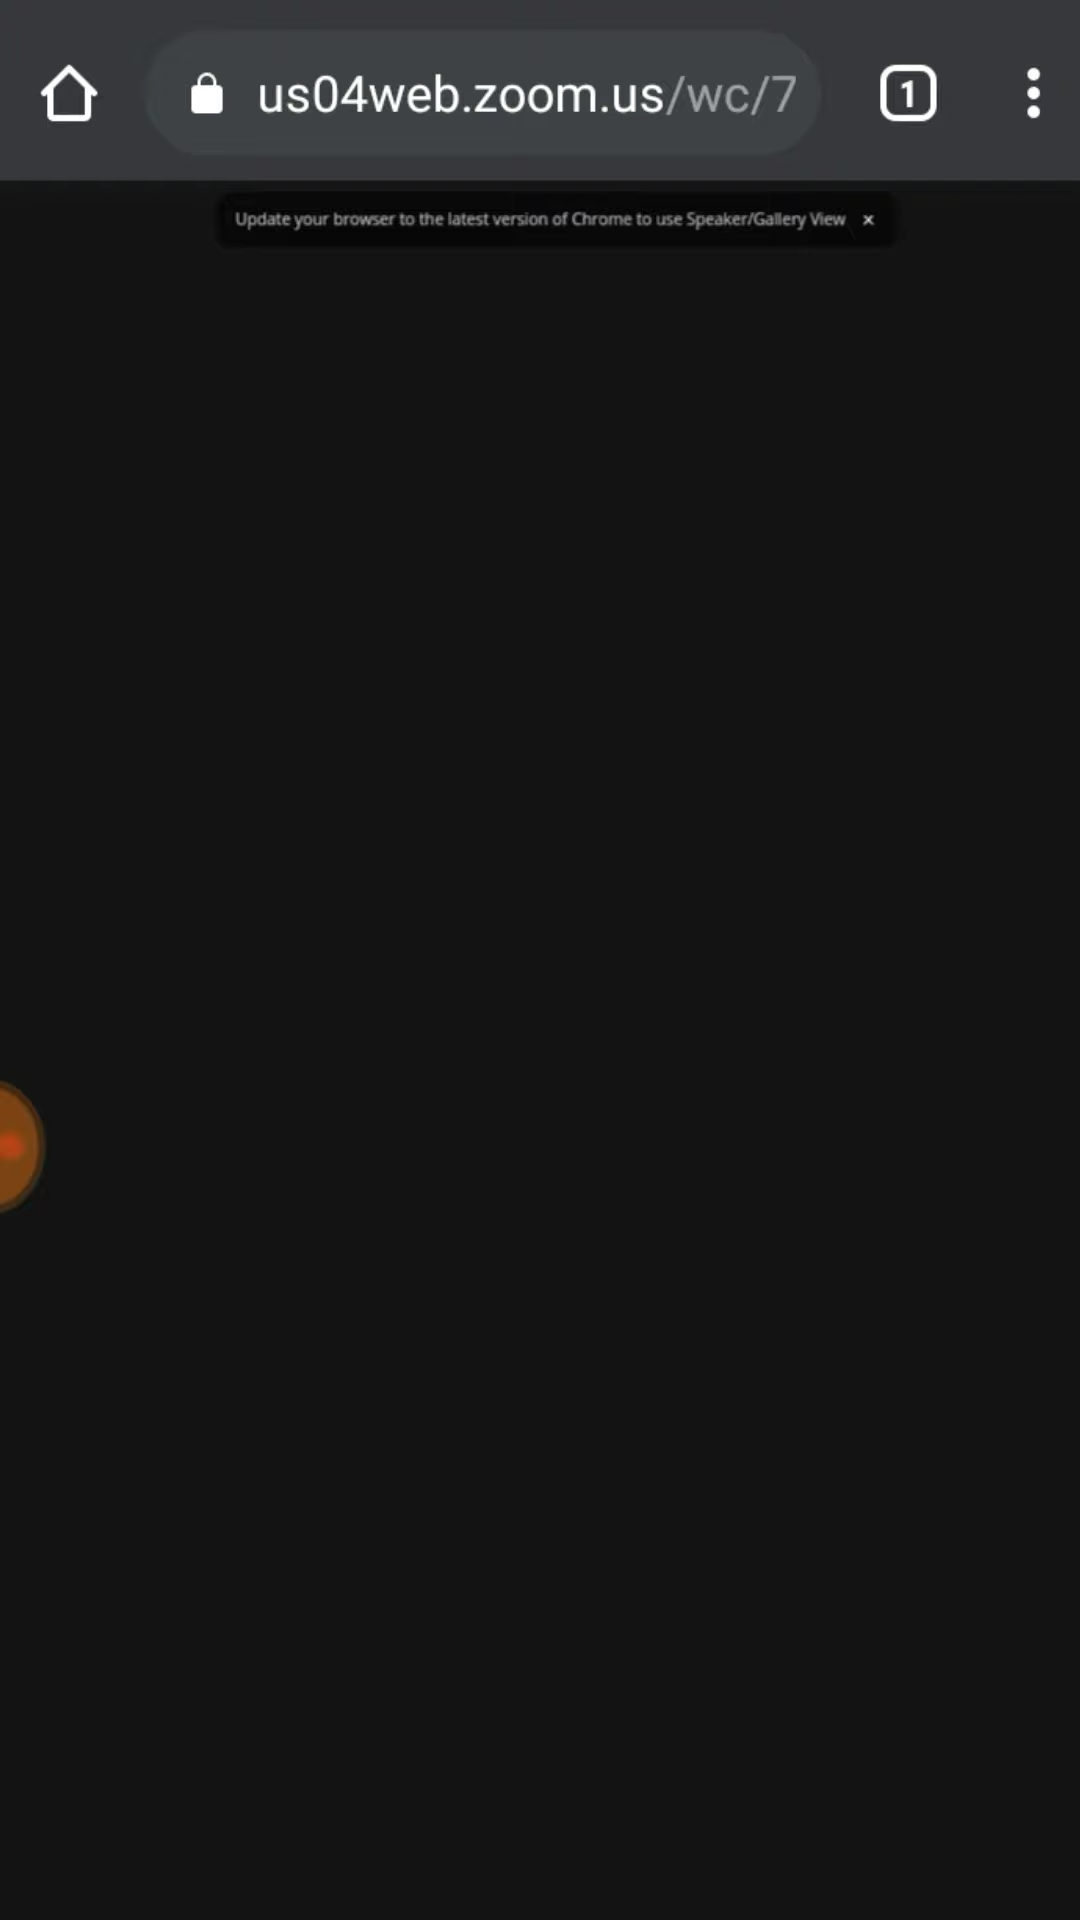 us04web.zoom.us/wc/7
1
Update your browser to the latest version of Chrome to use Speaker/Gallery View ×